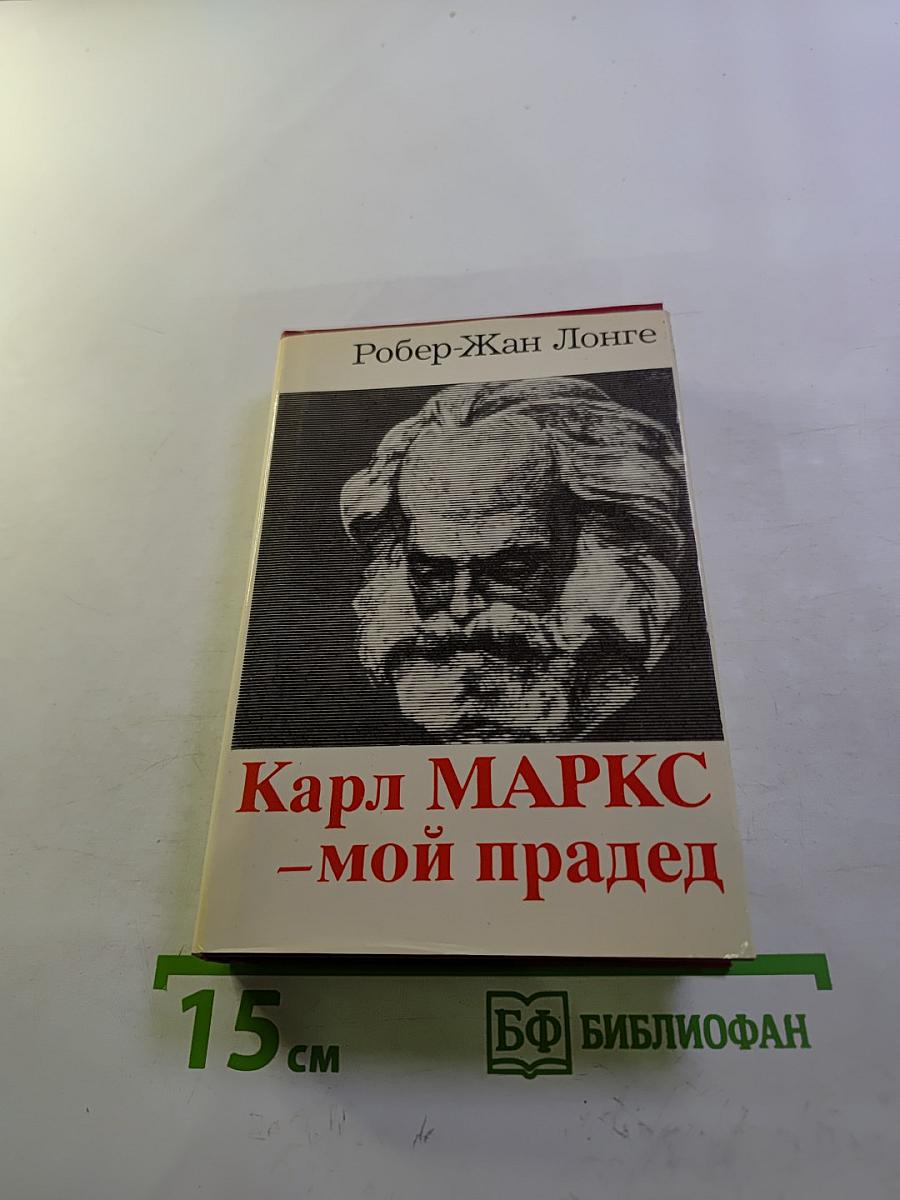 Робер-Жан Лонге
Карл МАРКС
–мой прадед
15 см
БФ БИБЛИОФАН